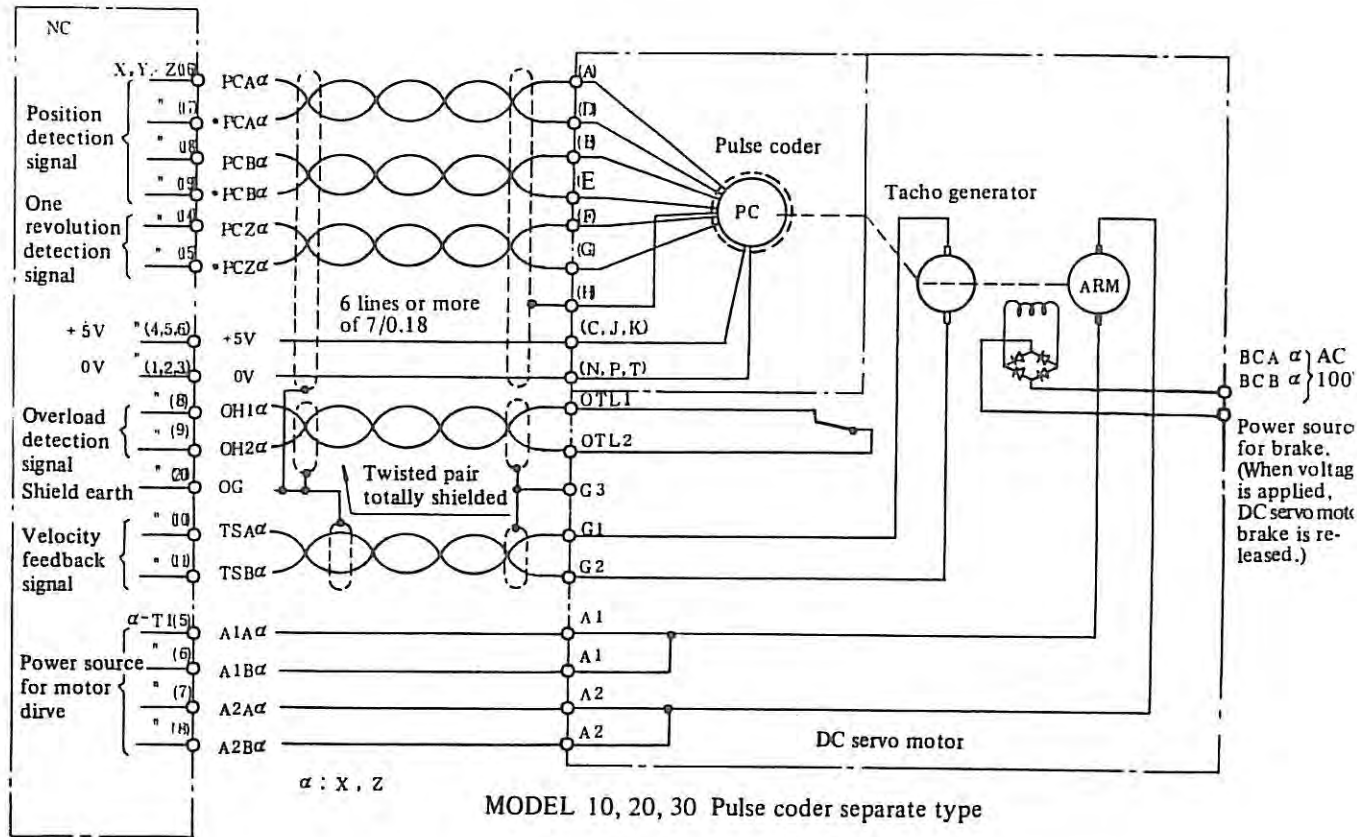 NC
X, Y, Z(16)
PCAα
(A)
Position
detection
signal
" (17)
*PCAα
(D)
" (18)
PCBα
(B)
Pulse coder
" (19)
*PCBα
(E
Tacho generator
One
revolution
detection
signal
" (14)
PCZα
(F)
PC
" (15)
*PCZα
(G)
ARM
6 lines or more
of 7/0.18
(H)
+5V
" (4,5,6)
+5V
(C, J, K)
0V
" (1,2,3)
0V
(N, P, T)
BCA α
BCB α
AC
100
Overload
detection
signal
" (8)
OH1α
OTL1
" (9)
OH2α
OTL2
Power source
for brake.
(When voltag
is applied,
DC servo moto
brake is re-
leased.)
Shield earth
" (20)
OG
Twisted pair
totally shielded
G3
Velocity
feedback
signal
" (10)
TSAα
G1
" (11)
TSBα
G2
Power source
for motor
dirve
α-T1(5)
A1Aα
A1
" (6)
A1Bα
A1
" (7)
A2Aα
A2
" (8)
A2Bα
A2
DC servo motor
α : X, Z
MODEL 10, 20, 30 Pulse coder separate type